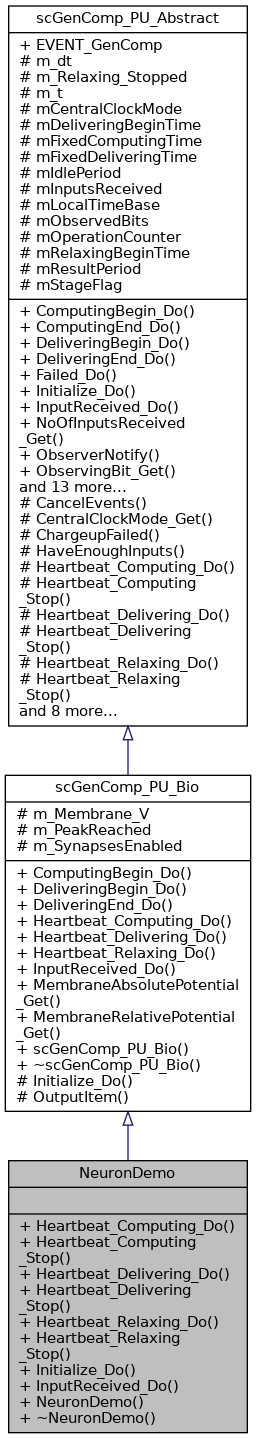 scGenComp_PU_Abstract
+ EVENT_GenComp
# m_dt
# m_Relaxing_Stopped
# m_t
# mCentralClockMode
# mDeliveringBeginTime
# mFixedComputingTime
# mFixedDeliveringTime
# mIdlePeriod
# mInputsReceived
# mLocalTimeBase
# mObservedBits
# mOperationCounter
# mRelaxingBeginTime
# mResultPeriod
# mStageFlag
+ ComputingBegin_Do()
+ ComputingEnd_Do()
+ DeliveringBegin_Do()
+ DeliveringEnd_Do()
+ Failed_Do()
+ Initialize_Do()
+ InputReceived_Do()
+ NoOfInputsReceived
_Get()
+ ObserverNotify()
+ ObservingBit_Get()
and 13 more...
# CancelEvents()
# CentralClockMode_Get()
# ChargeupFailed()
# HaveEnoughInputs()
# Heartbeat_Computing_Do()
# Heartbeat_Computing
_Stop()
# Heartbeat_Delivering_Do()
# Heartbeat_Delivering
_Stop()
# Heartbeat_Relaxing_Do()
# Heartbeat_Relaxing
_Stop()
and 8 more...
scGenComp_PU_Bio
# m_Membrane_V
# m_PeakReached
# m_SynapsesEnabled
+ ComputingBegin_Do()
+ DeliveringBegin_Do()
+ DeliveringEnd_Do()
+ Heartbeat_Computing_Do()
+ Heartbeat_Delivering_Do()
+ Heartbeat_Relaxing_Do()
+ InputReceived_Do()
+ MembraneAbsolutePotential
_Get()
+ MembraneRelativePotential
_Get()
+ scGenComp_PU_Bio()
+ ~scGenComp_PU_Bio()
# Initialize_Do()
# OutputItem()
NeuronDemo
+ Heartbeat_Computing_Do()
+ Heartbeat_Computing
_Stop()
+ Heartbeat_Delivering_Do()
+ Heartbeat_Delivering
_Stop()
+ Heartbeat_Relaxing_Do()
+ Heartbeat_Relaxing
_Stop()
+ Initialize_Do()
+ InputReceived_Do()
+ NeuronDemo()
+ ~NeuronDemo()